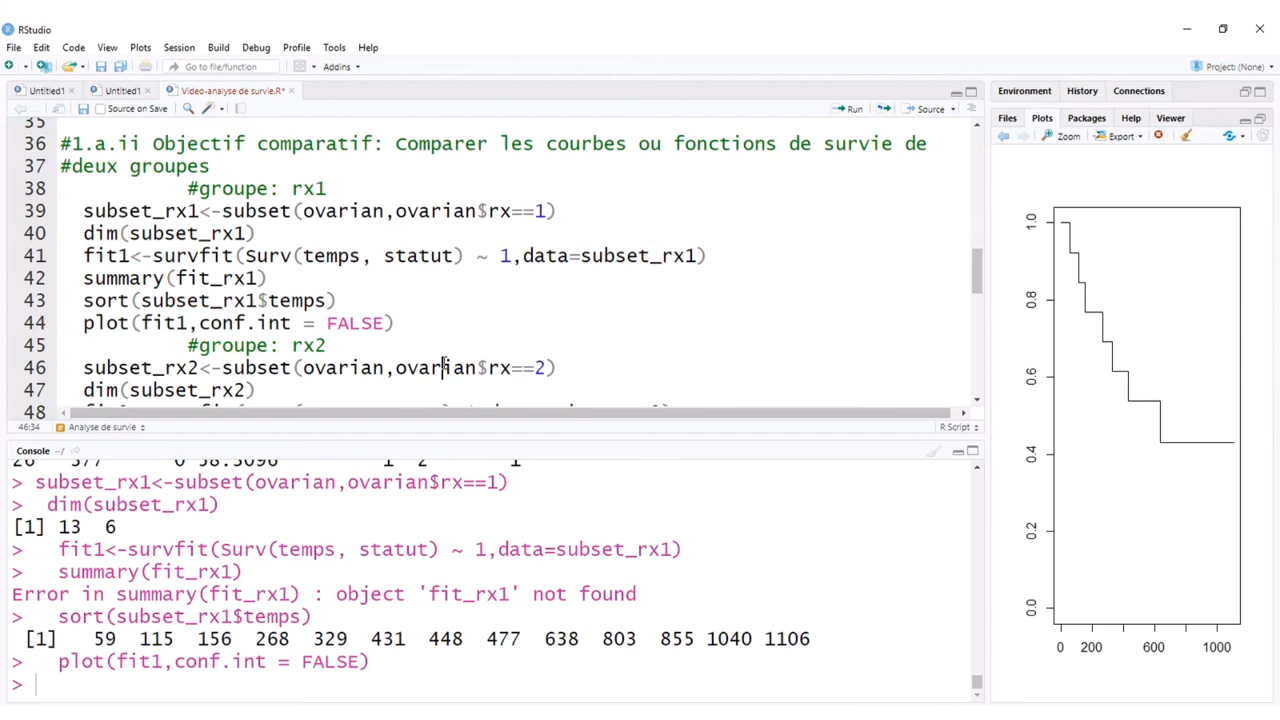 RStudio
File Edit Code View Plots Session Build Debug Profile Tools Help
Go to file/function Addins Project: (None)
Untitled1 Untitled1 Video-analyse de survie.R*
Source on Save Run Source
35
36 #1.a.ii Objectif comparatif: Comparer les courbes ou fonctions de survie de
37 #deux groupes
38 #groupe: rx1
39 subset_rx1<-subset(ovarian,ovarian$rx==1)
40 dim(subset_rx1)
41 fit1<-survfit(Surv(temps, statut) ~ 1,data=subset_rx1)
42 summary(fit_rx1)
43 sort(subset_rx1$temps)
44 plot(fit1,conf.int = FALSE)
45 #groupe: rx2
46 subset_rx2<-subset(ovarian,ovarian$rx==2)
47 dim(subset_rx2)
48
46:34 Analyse de survie R Script
Console ~/
26 377 0 58.3096 1 2 1
> subset_rx1<-subset(ovarian,ovarian$rx==1)
> dim(subset_rx1)
[1] 13 6
> fit1<-survfit(Surv(temps, statut) ~ 1,data=subset_rx1)
> summary(fit_rx1)
Error in summary(fit_rx1) : object 'fit_rx1' not found
> sort(subset_rx1$temps)
[1] 59 115 156 268 329 431 448 477 638 803 855 1040 1106
> plot(fit1,conf.int = FALSE)
>
Environment History Connections
Files Plots Packages Help Viewer
Zoom Export
1.0
0.8
0.6
0.4
0.2
0.0
0 200 600 1000